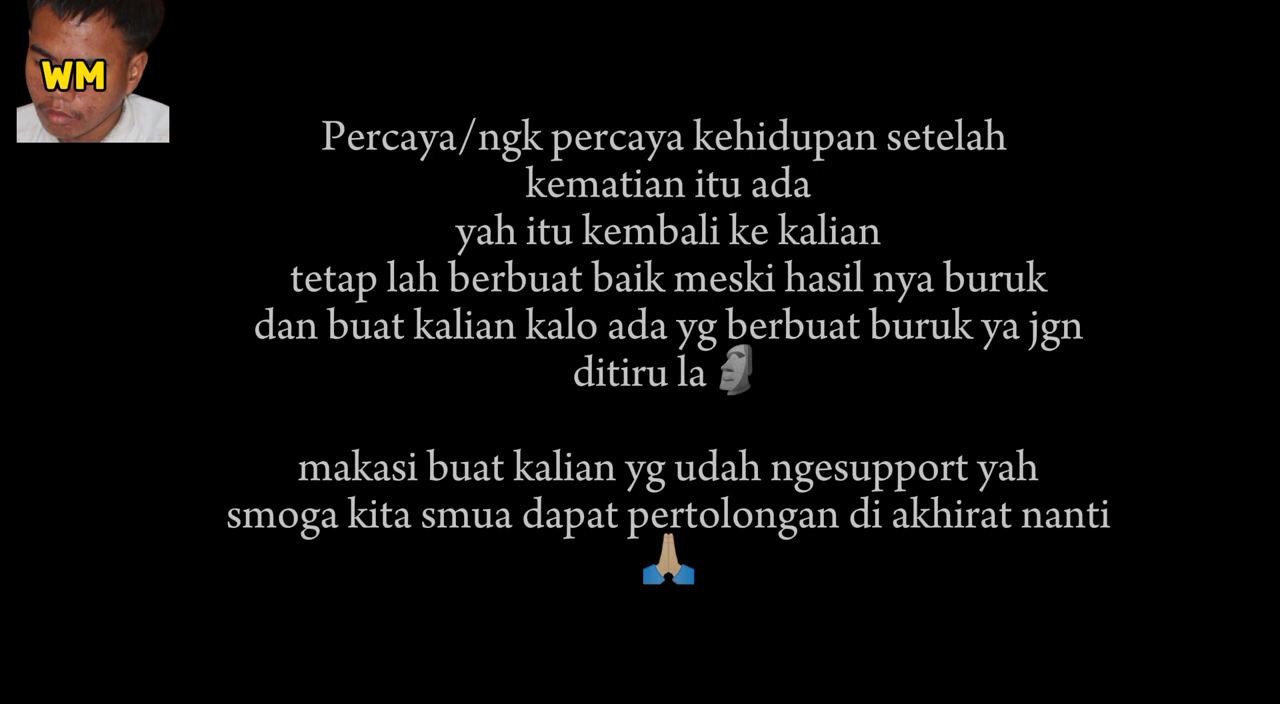 WM
Percaya/ngk percaya kehidupan setelah
kematian itu ada
yah itu kembali ke kalian
tetap lah berbuat baik meski hasil nya buruk
dan buat kalian kalo ada yg berbuat buruk ya jgn
ditiru la 🗿
makasi buat kalian yg udah ngesupport yah
smoga kita smua dapat pertolongan di akhirat nanti
🙏🏼